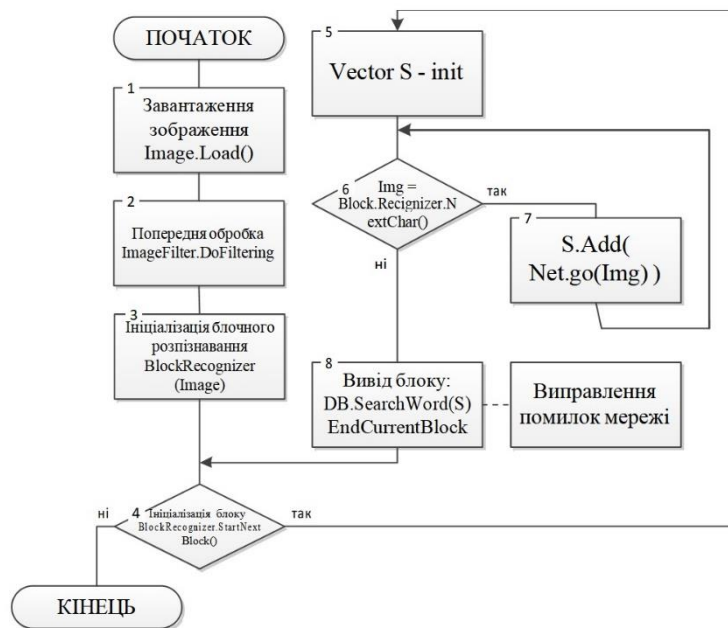 ПОЧАТОК
1
Завантаження
зображення
Image.Load()
2
Попередня обробка
ImageFilter.DoFiltering
3
Ініціалізація блочного
розпізнавання
BlockRecognizer
(Image)
4
Ініціалізація блоку
BlockRecognizer.StartNext
Block()
ні
так
КІНЕЦЬ
5
Vector S - init
6
Img =
Block.Recignizer.N
extChar()
так
ні
7
S.Add(
Net.go(Img) )
8
Вивід блоку:
DB.SearchWord(S)
EndCurrentBlock
Виправлення
помилок мережі